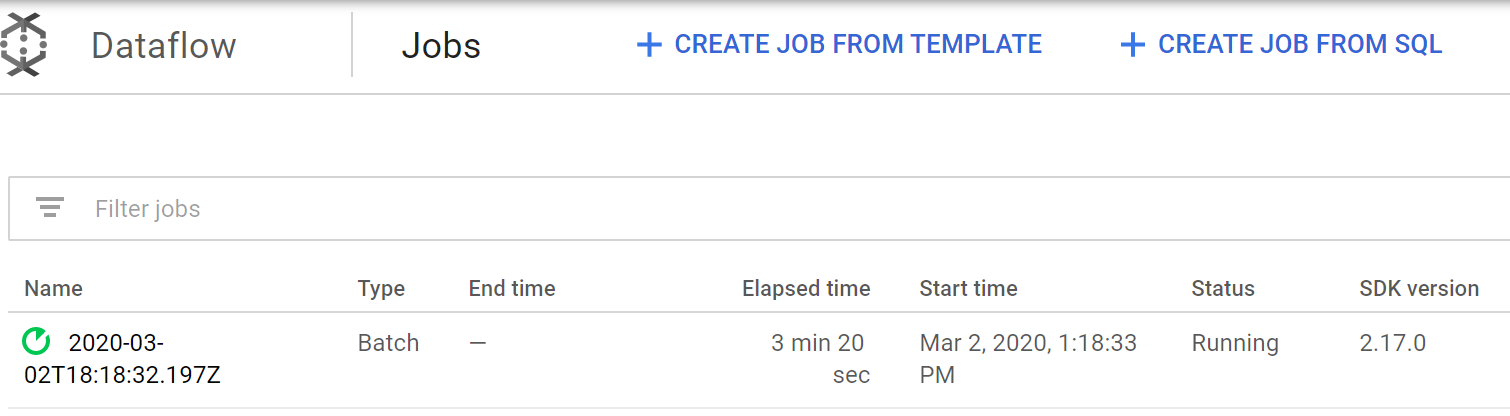 Dataflow Jobs + CREATE JOB FROM TEMPLATE + CREATE JOB FROM SQL
Filter jobs
Name Type End time Elapsed time Start time Status SDK version
2020-03- Batch — 3 min 20 Mar 2, 2020, 1:18:33 Running 2.17.0
02T18:18:32.197Z sec PM